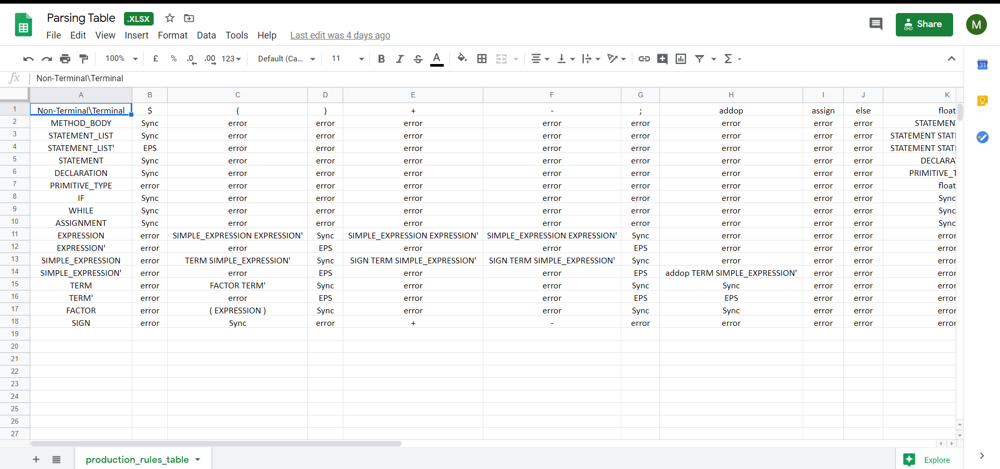 Parsing Table .XLSX
File Edit View Insert Format Data Tools Help Last edit was 4 days ago
Share M
100% £ % .0 .00 123 Default (Ca... 11 B I S A Σ
31
fx Non-Terminal\Terminal
A B C D E F G H I J K
1 Non-Terminal\Terminal $ ( ) + - ; addop assign else float
2 METHOD_BODY Sync error error error error error error error error STATEMEN
3 STATEMENT_LIST Sync error error error error error error error error STATEMENT STATI
4 STATEMENT_LIST' EPS error error error error error error error error STATEMENT STATI
5 STATEMENT Sync error error error error error error error error DECLARA
6 DECLARATION Sync error error error error error error error error PRIMITIVE_T
7 PRIMITIVE_TYPE error error error error error error error error error float
8 IF Sync error error error error error error error error Sync
9 WHILE Sync error error error error error error error error Sync
10 ASSIGNMENT Sync error error error error error error error error Sync
11 EXPRESSION error SIMPLE_EXPRESSION EXPRESSION' Sync SIMPLE_EXPRESSION EXPRESSION' SIMPLE_EXPRESSION EXPRESSION' Sync error error error error
12 EXPRESSION' error error EPS error error EPS error error error error
13 SIMPLE_EXPRESSION error TERM SIMPLE_EXPRESSION' Sync SIGN TERM SIMPLE_EXPRESSION' SIGN TERM SIMPLE_EXPRESSION' Sync error error error error
14 SIMPLE_EXPRESSION' error error EPS error error EPS addop TERM SIMPLE_EXPRESSION' error error error
15 TERM error FACTOR TERM' Sync error error Sync Sync error error error
16 TERM' error error EPS error error EPS EPS error error error
17 FACTOR error ( EXPRESSION ) Sync error error Sync Sync error error error
18 SIGN error Sync error + - error error error error error
19
20
21
22
23
24
25
26
27
production_rules_table Explore